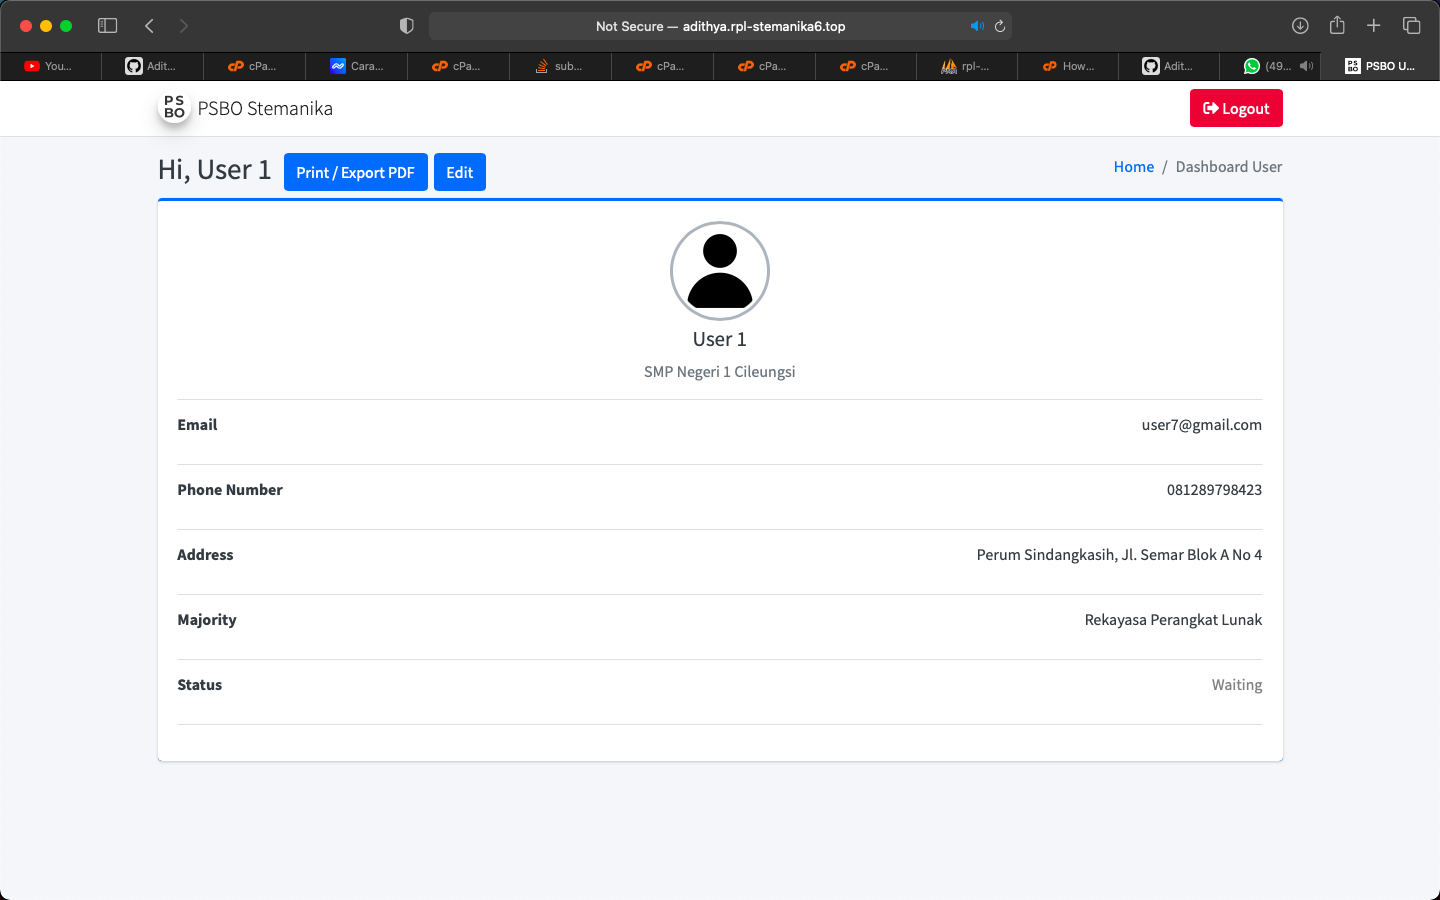 Not Secure — adithya.rpl-stemanika6.top
You... Adit... cPa... Cara... cPa... sub... cPa... cPa... cPa... rpl-... How... Adit... (49... PS BO PSBO U...
PS BO PSBO Stemanika Logout
Hi, User 1 Print / Export PDF Edit Home / Dashboard User
User 1
SMP Negeri 1 Cileungsi
Email user7@gmail.com
Phone Number 081289798423
Address Perum Sindangkasih, Jl. Semar Blok A No 4
Majority Rekayasa Perangkat Lunak
Status Waiting